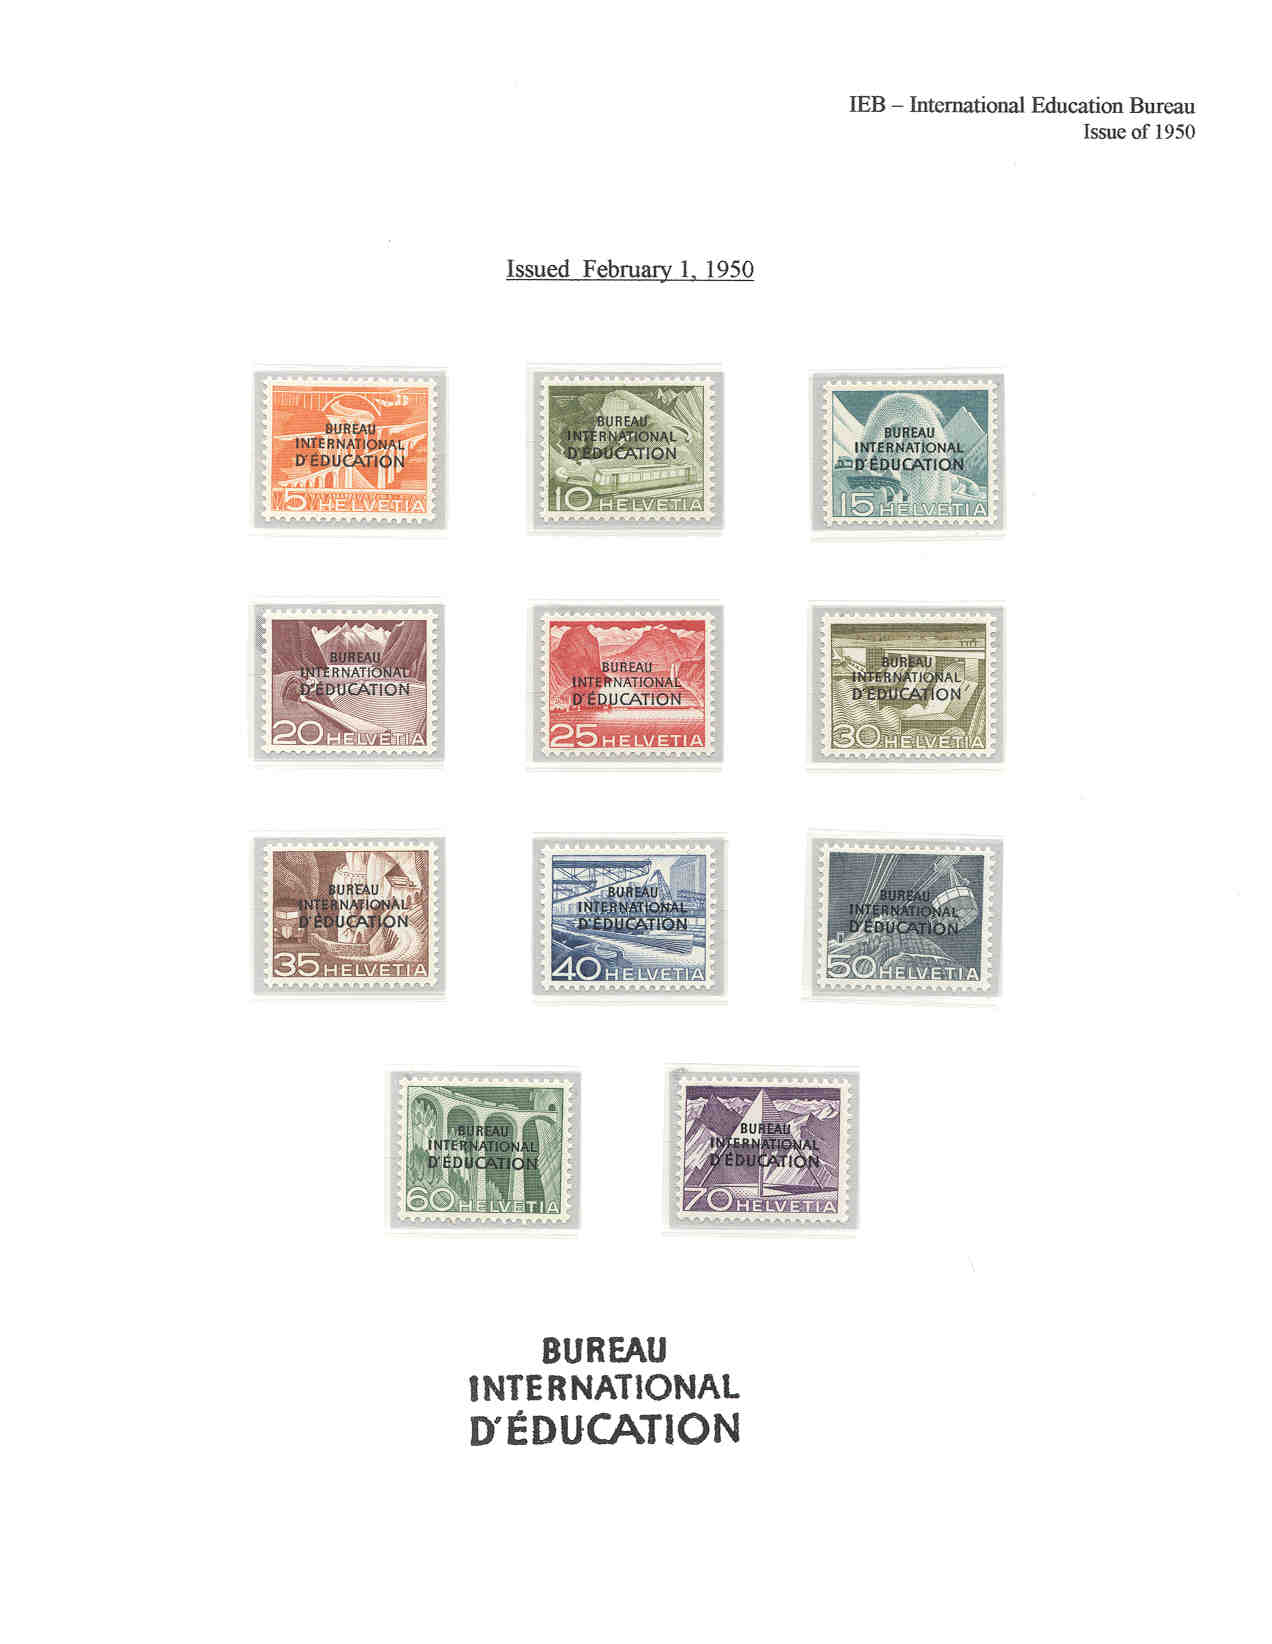 IEB – International Education Bureau
Issue of 1950
Issued February 1, 1950
BUREAU
INTERNATIONAL
D'ÉDUCATION
5 HELVETIA
BUREAU
INTERNATIONAL
D'ÉDUCATION
10 HELVETIA
BUREAU
INTERNATIONAL
D'ÉDUCATION
15 HELVETIA
BUREAU
INTERNATIONAL
D'ÉDUCATION
20 HELVETIA
BUREAU
INTERNATIONAL
D'ÉDUCATION
25 HELVETIA
BUREAU
INTERNATIONAL
D'ÉDUCATION
30 HELVETIA
BUREAU
INTERNATIONAL
D'ÉDUCATION
35 HELVETIA
BUREAU
INTERNATIONAL
D'ÉDUCATION
40 HELVETIA
BUREAU
INTERNATIONAL
D'ÉDUCATION
50 HELVETIA
BUREAU
INTERNATIONAL
D'ÉDUCATION
60 HELVETIA
BUREAU
INTERNATIONAL
D'ÉDUCATION
70 HELVETIA
BUREAU
INTERNATIONAL
D'ÉDUCATION